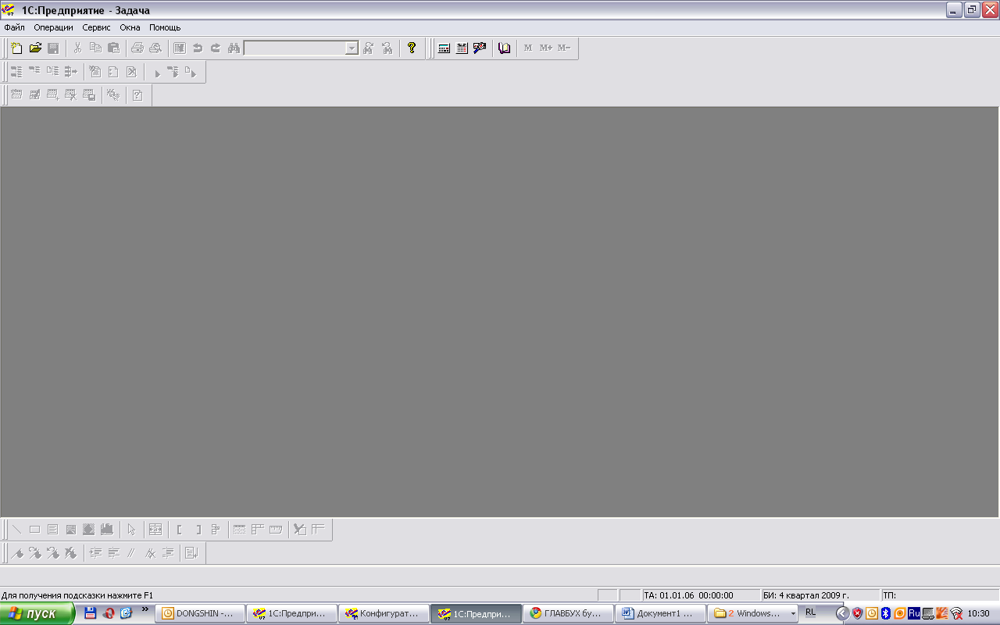 1С:Предприятие - Задача
Файл Операции Сервис Окна Помощь
M M+ M-
Для получения подсказки нажмите F1
ТА: 01.01.06 00:00:00
БИ: 4 квартал 2009 г.
ТП:
пуск
»
DONGSHIN -...
1С:Предпри...
Конфигурат...
1С:Предпри...
ГЛАВБУХ бу...
Документ1 ...
2 Windows...
RL
Ru
10:30